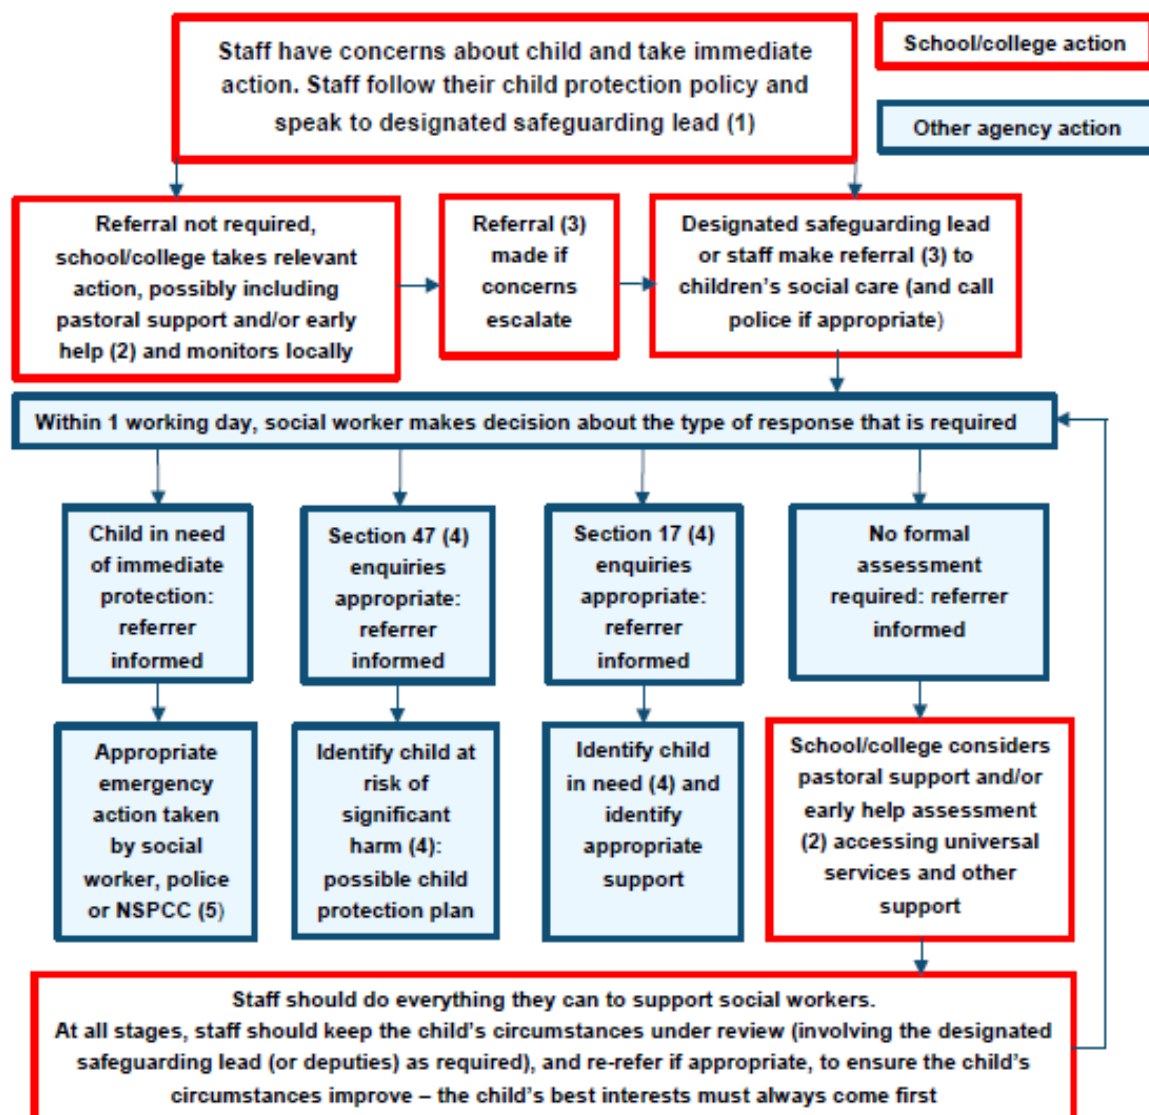 Staff have concerns about child and take immediate
action. Staff follow their child protection policy and
speak to designated safeguarding lead (1)
School/college action
Other agency action
Referral not required,
school/college takes relevant
action, possibly including
pastoral support and/or early
help (2) and monitors locally
Referral (3)
made if
concerns
escalate
Designated safeguarding lead
or staff make referral (3) to
children’s social care (and call
police if appropriate)
Within 1 working day, social worker makes decision about the type of response that is required
Child in need
of immediate
protection:
referrer
informed
Section 47 (4)
enquiries
appropriate:
referrer
informed
Section 17 (4)
enquiries
appropriate:
referrer
informed
No formal
assessment
required: referrer
informed
Appropriate
emergency
action taken
by social
worker, police
or NSPCC (5)
Identify child at
risk of
significant
harm (4):
possible child
protection plan
Identify child
in need (4) and
identify
appropriate
support
School/college considers
pastoral support and/or
early help assessment
(2) accessing universal
services and other
support
Staff should do everything they can to support social workers.
At all stages, staff should keep the child’s circumstances under review (involving the designated
safeguarding lead (or deputies) as required), and re-refer if appropriate, to ensure the child’s
circumstances improve – the child’s best interests must always come first